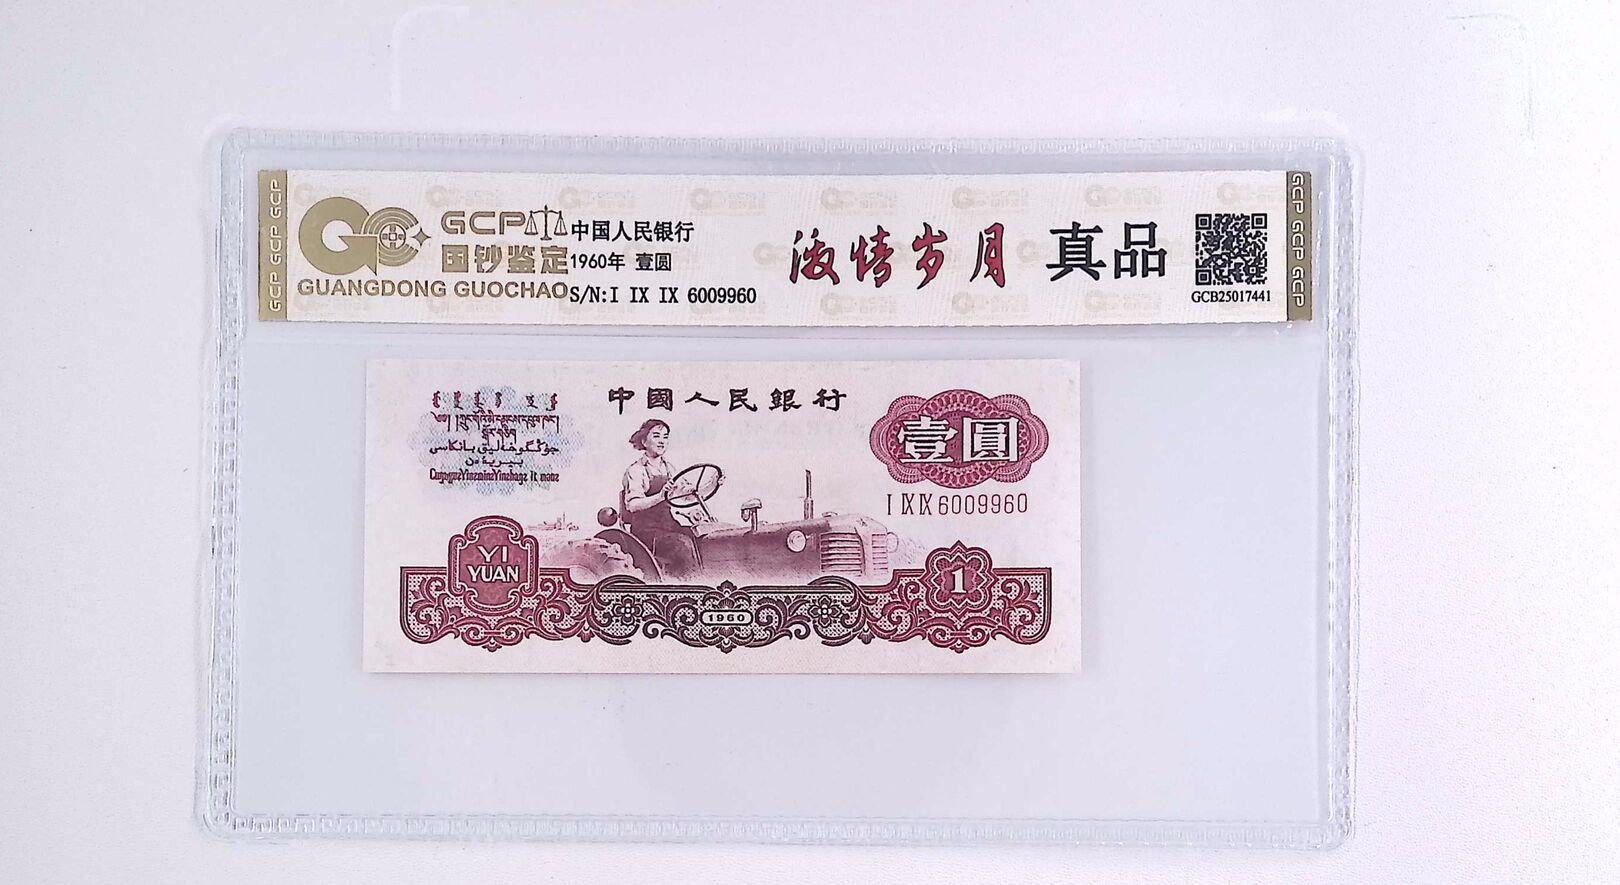 GCP 中国人民银行
国钞鉴定 1960年 壹圆
GUANGDONG GUOCHAO S/N:I IX IX 6009960
激情岁月 真品
GCB25017441
GCP GCP GCP
GCP GCP GCP
中國人民銀行
壹圓
I IX IX 6009960
YI
YUAN
1
1960